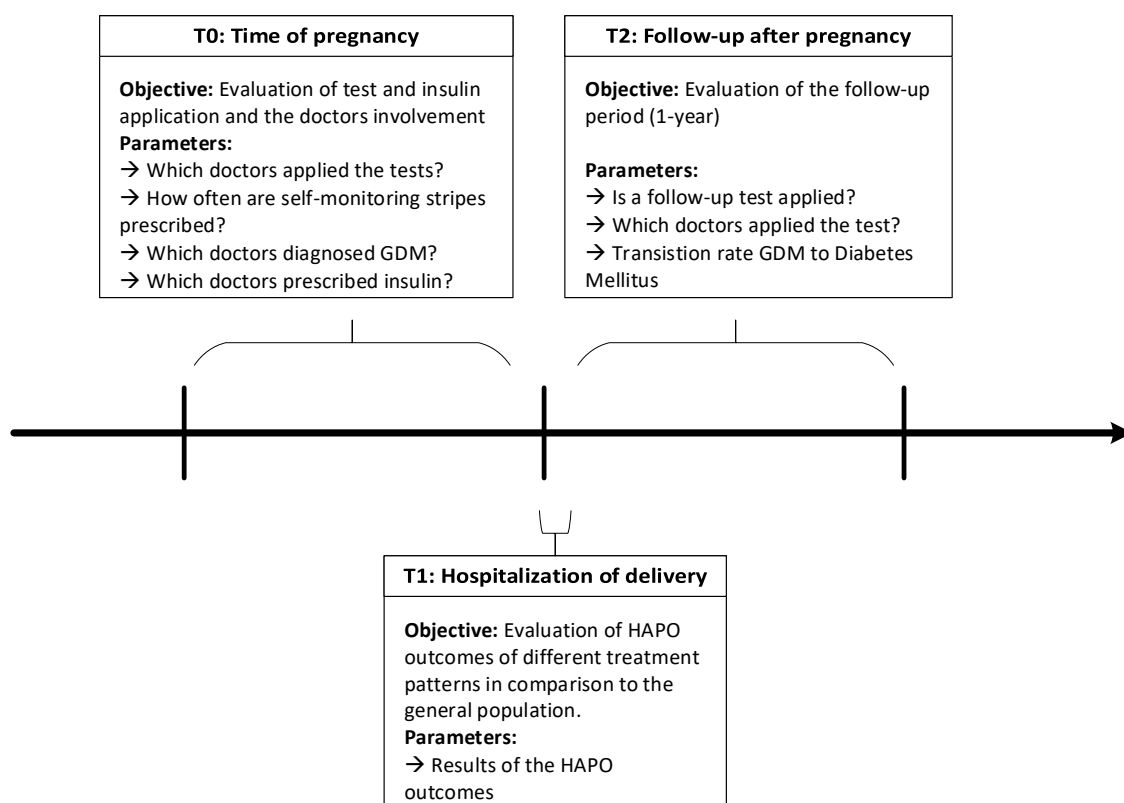 T0: Time of pregnancy
Objective: Evaluation of test and insulin
application and the doctors involvement
Parameters:
→ Which doctors applied the tests?
→ How often are self-monitoring stripes
prescribed?
→ Which doctors diagnosed GDM?
→ Which doctors prescribed insulin?
T2: Follow-up after pregnancy
Objective: Evaluation of the follow-up
period (1-year)
Parameters:
→ Is a follow-up test applied?
→ Which doctors applied the test?
→ Transistion rate GDM to Diabetes
Mellitus
T1: Hospitalization of delivery
Objective: Evaluation of HAPO
outcomes of different treatment
patterns in comparison to the
general population.
Parameters:
→ Results of the HAPO
outcomes